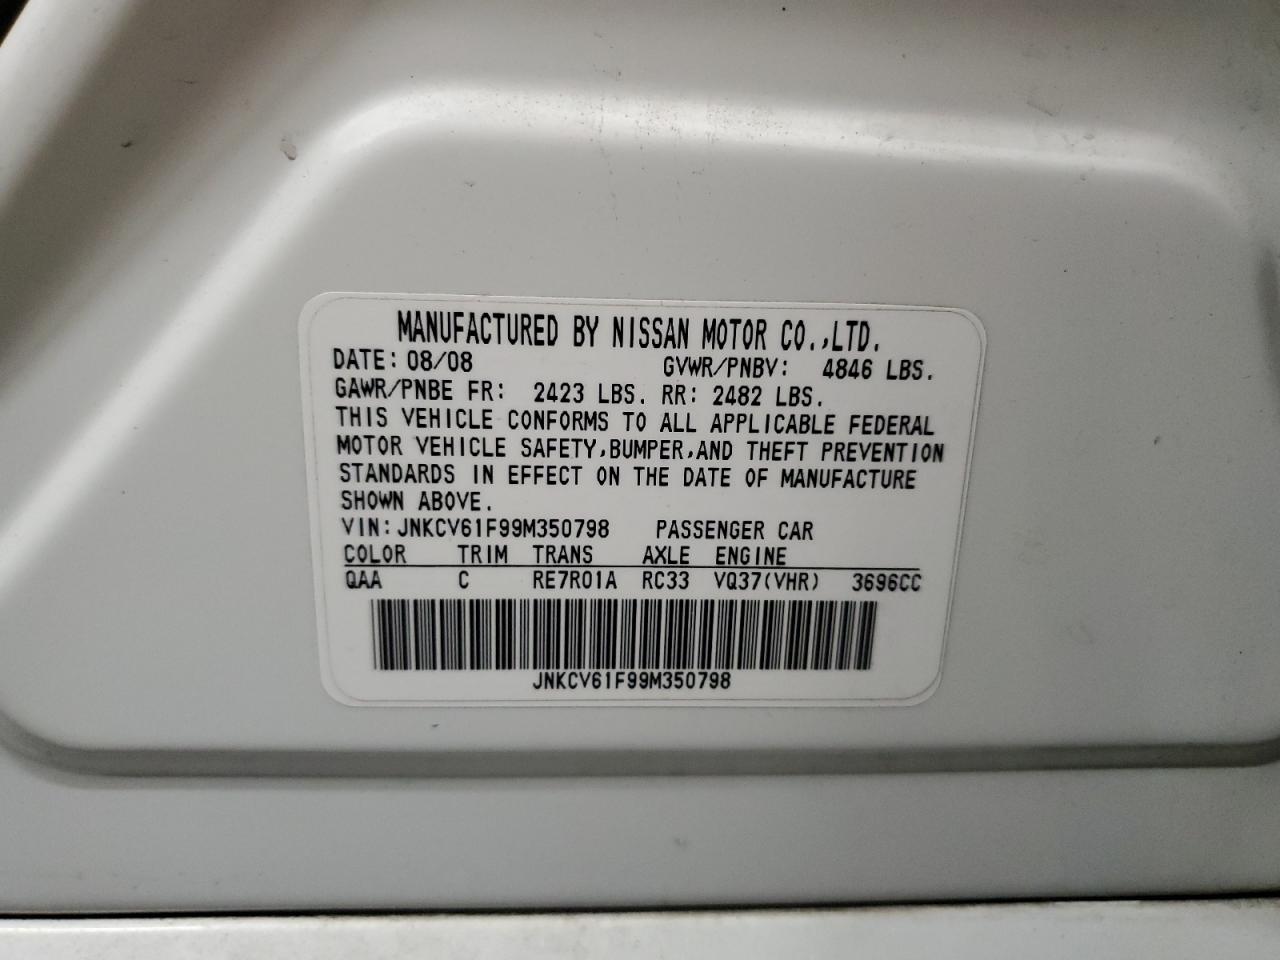 MANUFACTURED BY NISSAN MOTOR CO.,LTD.
DATE: 08/08 GVWR/PNBV: 4846 LBS.
GAWR/PNBE FR: 2423 LBS. RR: 2482 LBS.
THIS VEHICLE CONFORMS TO ALL APPLICABLE FEDERAL
MOTOR VEHICLE SAFETY,BUMPER,AND THEFT PREVENTION
STANDARDS IN EFFECT ON THE DATE OF MANUFACTURE
SHOWN ABOVE.
VIN:JNKCV61F99M350798 PASSENGER CAR
COLOR TRIM TRANS AXLE ENGINE
QAA C RE7R01A RC33 VQ37(VHR) 3696CC
JNKCV61F99M350798